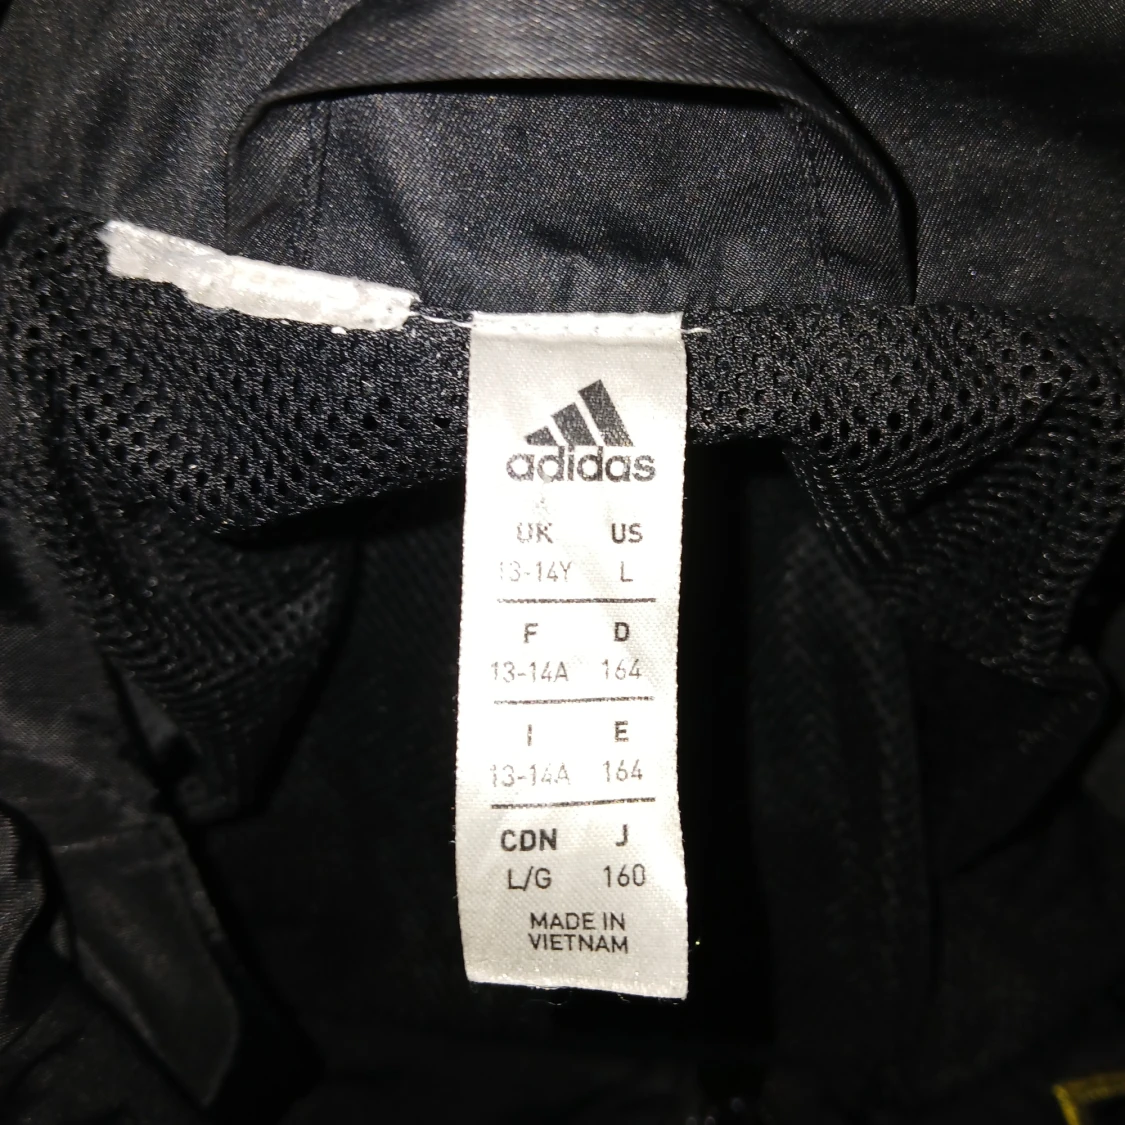 adidas
UK US
13-14Y L
F D
13-14A 164
I E
13-14A 164
CDN J
L/G 160
MADE IN
VIETNAM